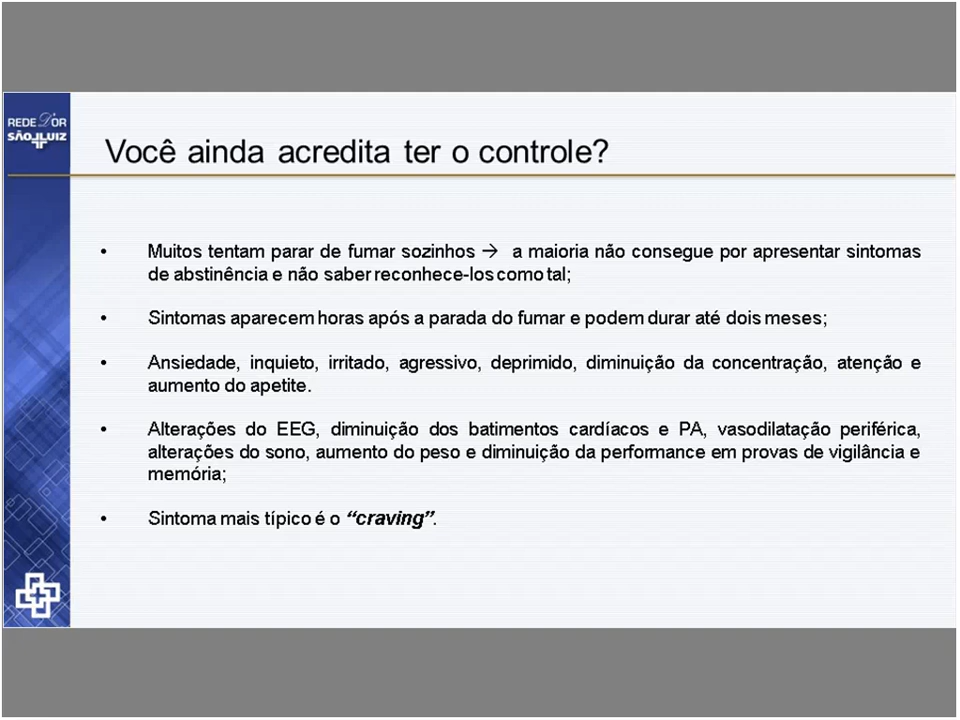 REDE D'OR
SÃO LUIZ
Você ainda acredita ter o controle?
• Muitos tentam parar de fumar sozinhos → a maioria não consegue por apresentar sintomas
de abstinência e não saber reconhece-los como tal;
• Sintomas aparecem horas após a parada do fumar e podem durar até dois meses;
• Ansiedade, inquieto, irritado, agressivo, deprimido, diminuição da concentração, atenção e
aumento do apetite.
• Alterações do EEG, diminuição dos batimentos cardíacos e PA, vasodilatação periférica,
alterações do sono, aumento do peso e diminuição da performance em provas de vigilância e
memória;
• Sintoma mais típico é o “craving”.